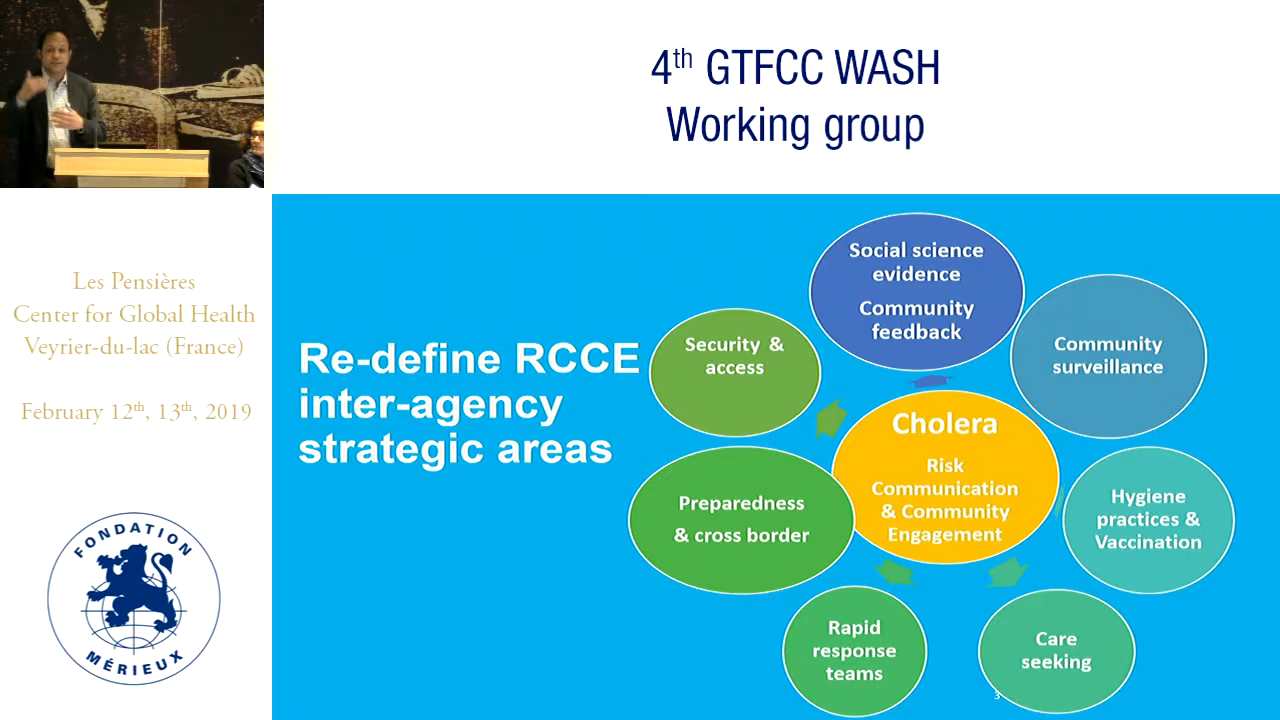 4th GTFCC WASH
Working group
Les Pensières
Center for Global Health
Veyrier-du-lac (France)
February 12th, 13th, 2019
FONDATION
MÉRIEUX
Re-define RCCE
inter-agency
strategic areas
Social science
evidence
Community
feedback
Community
surveillance
Hygiene
practices &
Vaccination
Care
seeking
Rapid
response
teams
Preparedness
& cross border
Security &
access
Cholera
Risk
Communication
& Community
Engagement
3